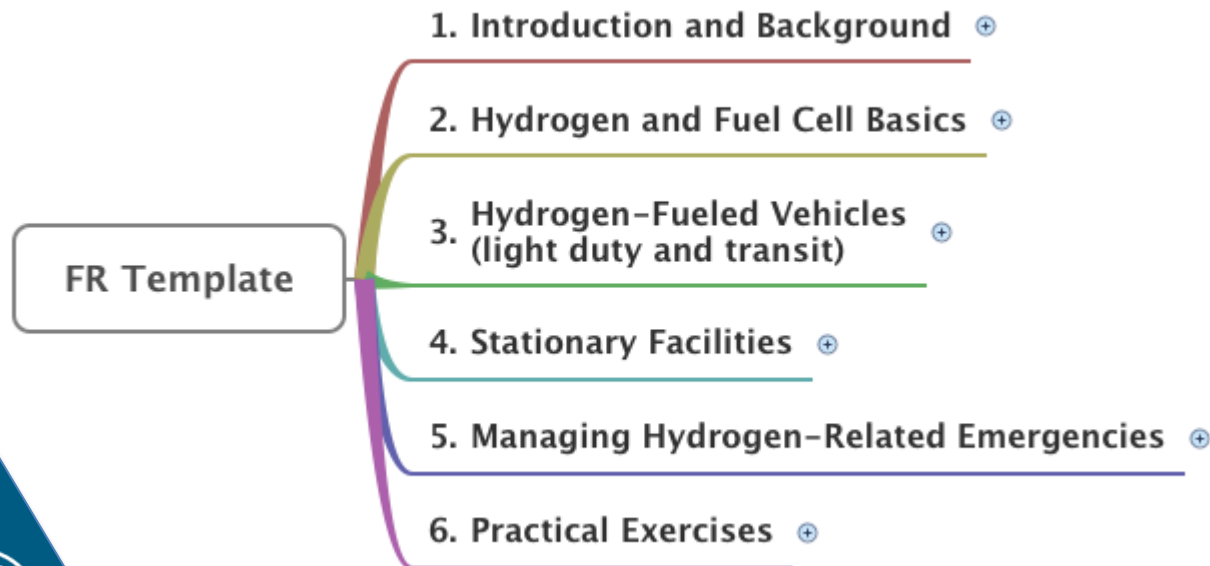 1. Introduction and Background
2. Hydrogen and Fuel Cell Basics
3. Hydrogen-Fueled Vehicles
(light duty and transit)
FR Template
4. Stationary Facilities
5. Managing Hydrogen-Related Emergencies
6. Practical Exercises